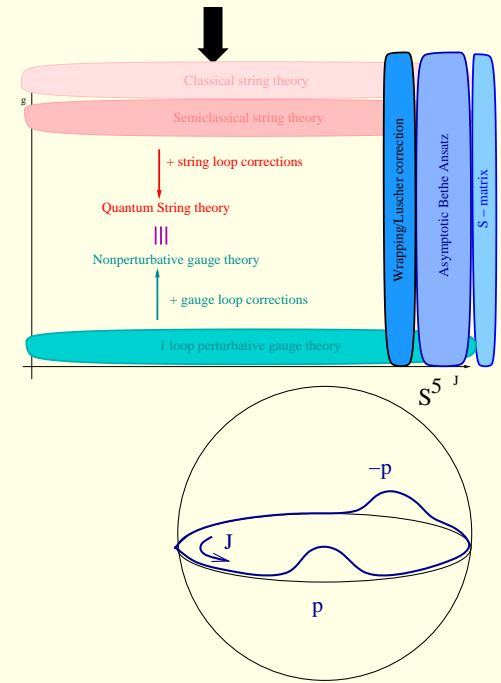 Classical string theory
g
Semiclassical string theory
+ string loop corrections
Quantum String theory
Nonperturbative gauge theory
+ gauge loop corrections
1 loop perturbative gauge theory
Wrapping/Luscher correction
Asymptotic Bethe Ansatz
S − matrix
J
S⁵
−p
J
p